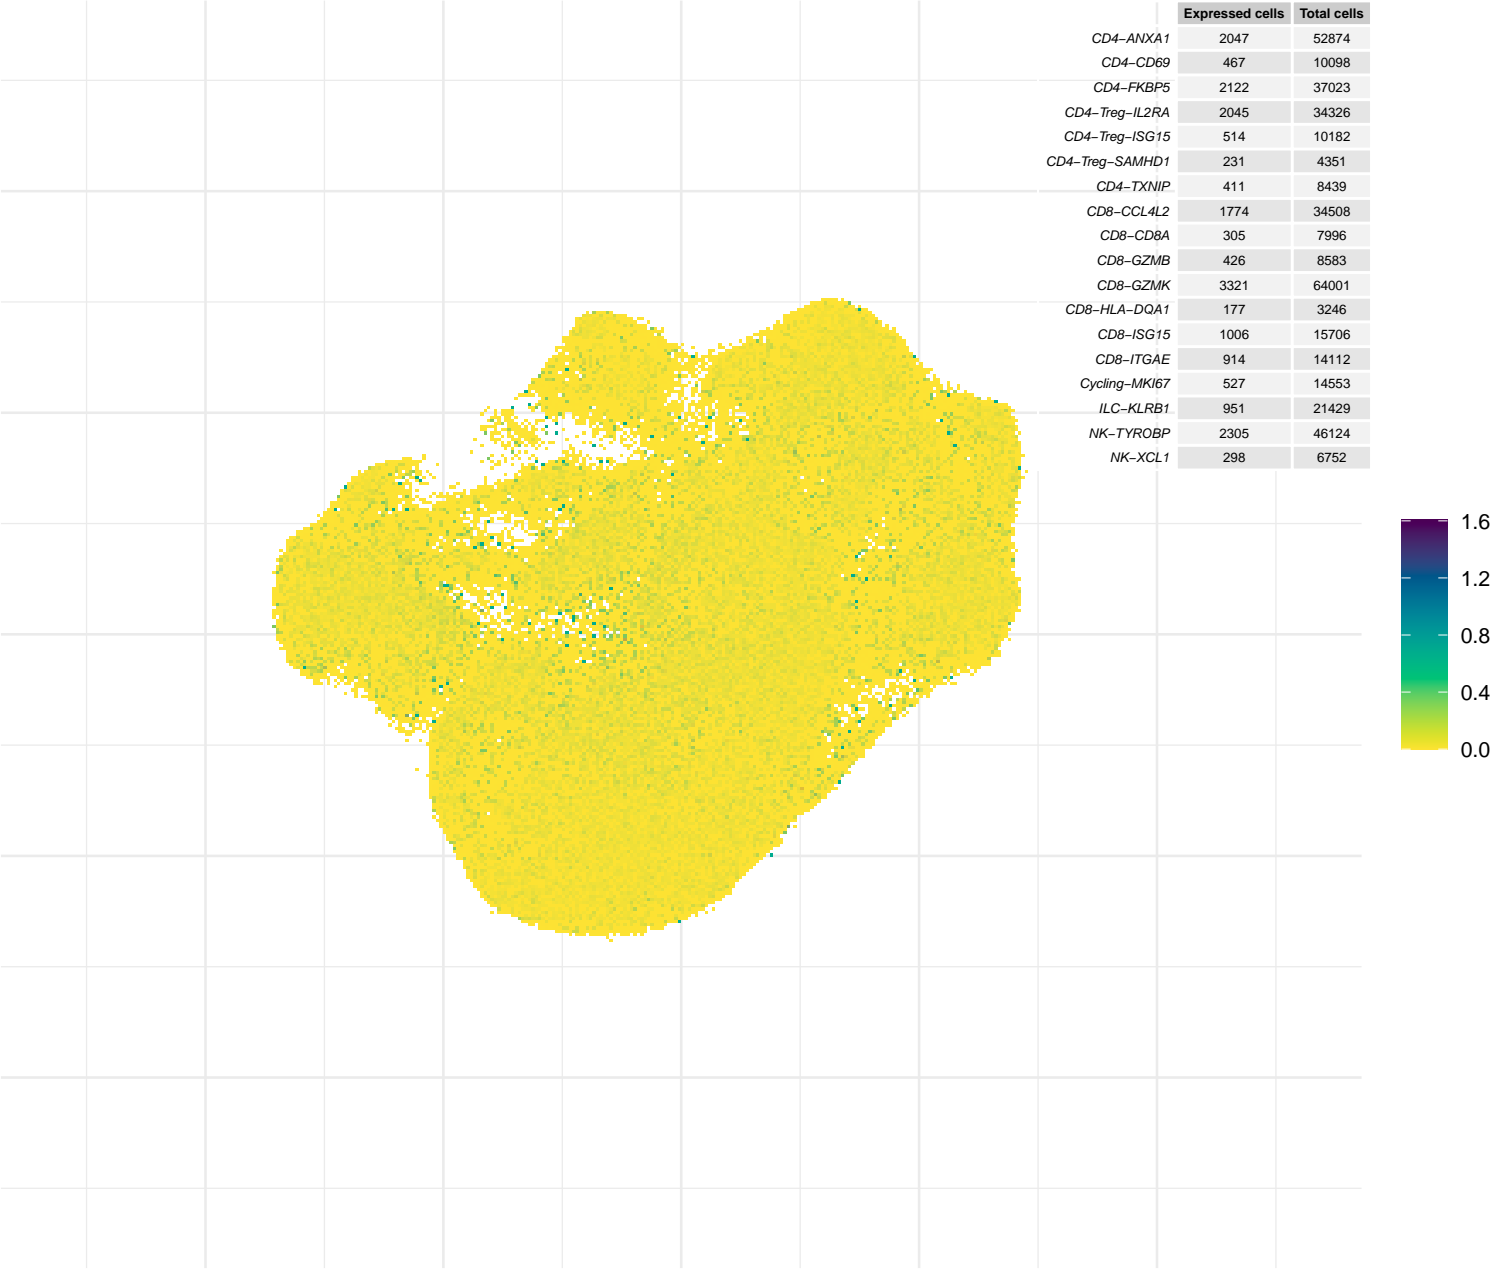 Expressed cells Total cells
CD4−ANXA1 2047 52874
CD4−CD69 467 10098
CD4−FKBP5 2122 37023
CD4−Treg−IL2RA 2045 34326
CD4−Treg−ISG15 514 10182
CD4−Treg−SAMHD1 231 4351
CD4−TXNIP 411 8439
CD8−CCL4L2 1774 34508
CD8−CD8A 305 7996
CD8−GZMB 426 8583
CD8−GZMK 3321 64001
CD8−HLA−DQA1 177 3246
CD8−ISG15 1006 15706
CD8−ITGAE 914 14112
Cycling−MKI67 527 14553
ILC−KLRB1 951 21429
NK−TYROBP 2305 46124
NK−XCL1 298 6752
1.6
1.2
0.8
0.4
0.0